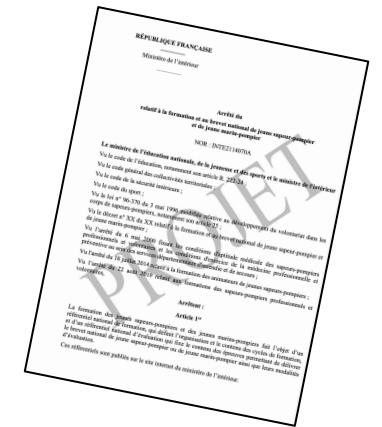 RÉPUBLIQUE FRANÇAISE
Ministère de l'intérieur
Arrêté du
relatif à la formation et au brevet national de jeune sapeur-pompier
et de jeune marin-pompier
NOR : INTE2114070A
Le ministre de l'éducation nationale, de la jeunesse et des sports et le ministre de l'intérieur
Vu le code de l'éducation, notamment son article R. 222-24 ;
Vu le code général des collectivités territoriales ;
Vu le code de la sécurité intérieure ;
Vu le code du sport ;
Vu la loi n° 96-370 du 3 mai 1996 modifiée relative au développement du volontariat dans les
corps de sapeurs-pompiers, notamment son article 25 ;
Vu le décret n° XX du XX relatif à la formation et au brevet national de jeune sapeur-pompier et
de jeune marin-pompier ;
Vu l'arrêté du 6 mai 2000 fixant les conditions d'aptitude médicale des sapeurs-pompiers
professionnels et volontaires et les conditions d'exercice de la médecine professionnelle et
préventive au sein des services départementaux d'incendie et de secours ;
Vu l'arrêté du 16 juillet 2014 relatif à la formation des animateurs de jeunes sapeurs-pompiers ;
Vu l'arrêté du 22 août 2019 relatif aux formations des sapeurs-pompiers professionnels et
volontaires,
Arrêtent :
Article 1er
La formation des jeunes sapeurs-pompiers et des jeunes marins-pompiers fait l'objet d'un
référentiel national de formation, qui définit l'organisation et le contenu des cycles de formation,
et d'un référentiel national d'évaluation qui fixe le contenu des épreuves permettant de délivrer
le brevet national de jeune sapeur-pompier ou de jeune marin-pompier ainsi que leurs modalités
d'évaluation.
Ces référentiels sont publiés sur le site internet du ministère de l'intérieur.
PROJET